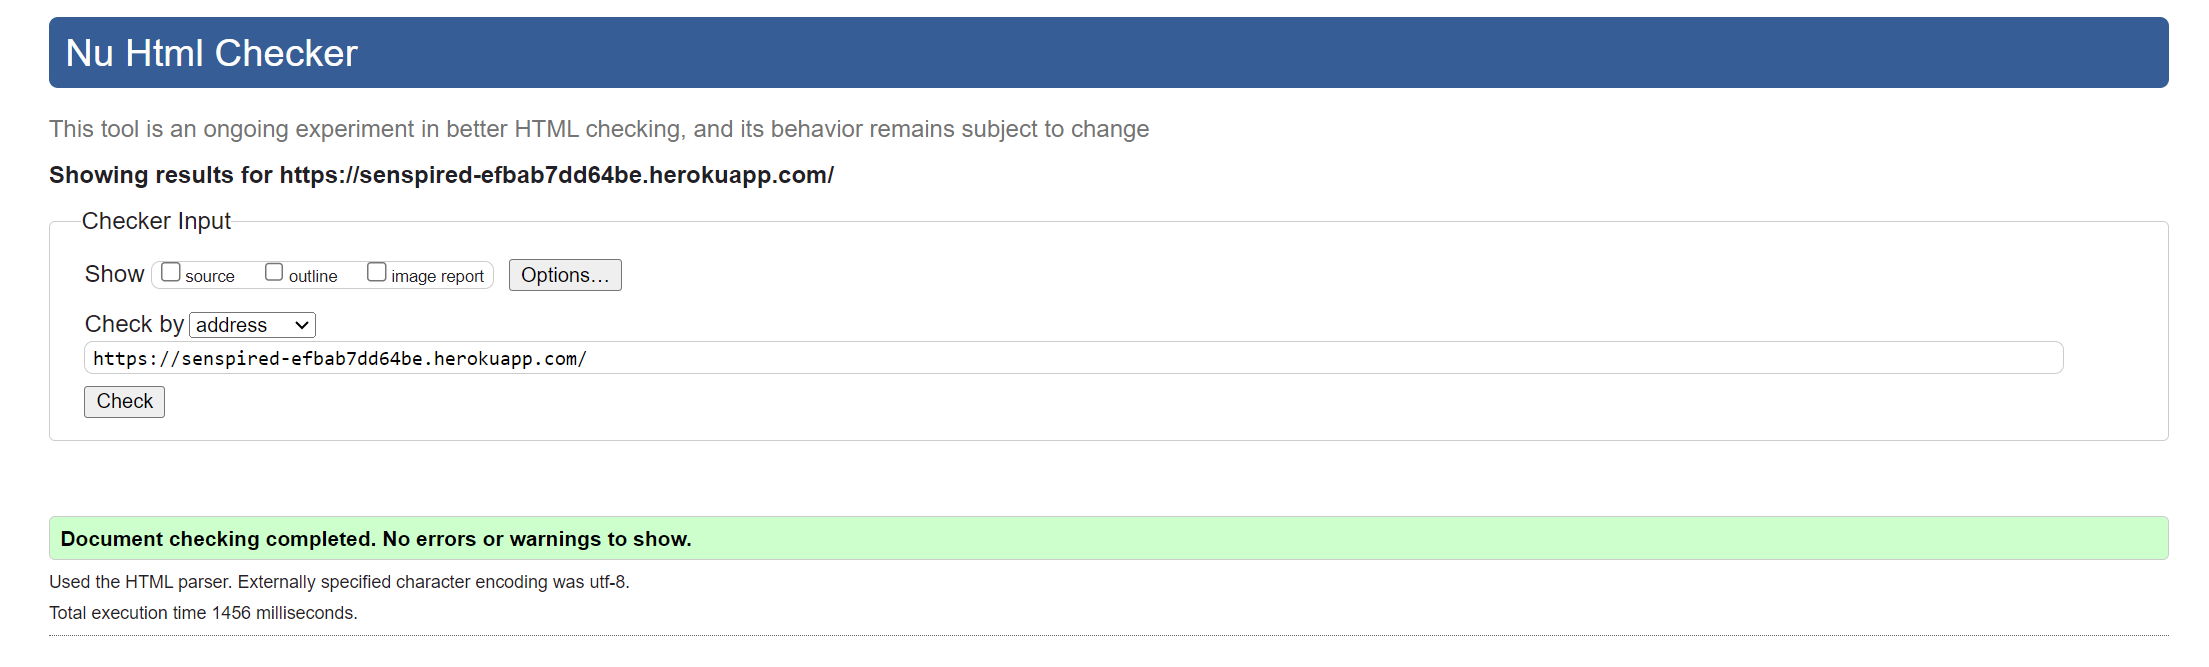 Nu Html Checker
This tool is an ongoing experiment in better HTML checking, and its behavior remains subject to change
Showing results for https://senspired-efbab7dd64be.herokuapp.com/
Checker Input
Show source outline image report Options...
Check by address
https://senspired-efbab7dd64be.herokuapp.com/
Check
Document checking completed. No errors or warnings to show.
Used the HTML parser. Externally specified character encoding was utf-8.
Total execution time 1456 milliseconds.